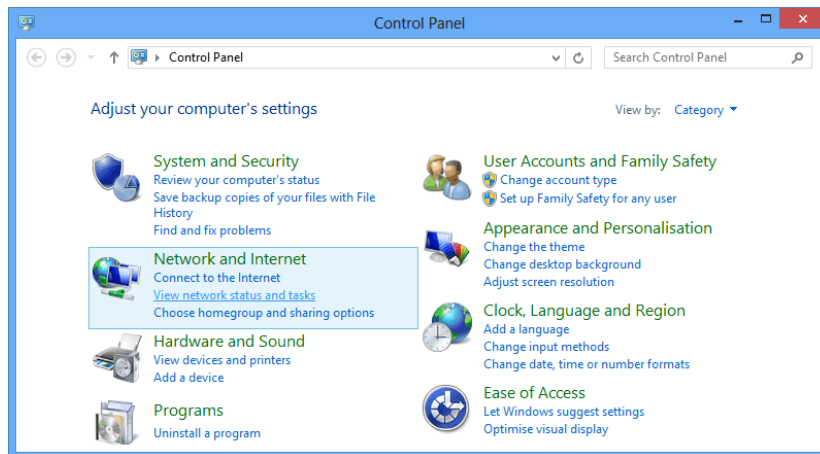 Control Panel
Control Panel
Search Control Panel
Adjust your computer's settings
View by: Category
System and Security
Review your computer's status
Save backup copies of your files with File
History
Find and fix problems
Network and Internet
Connect to the Internet
View network status and tasks
Choose homegroup and sharing options
Hardware and Sound
View devices and printers
Add a device
Programs
Uninstall a program
User Accounts and Family Safety
Change account type
Set up Family Safety for any user
Appearance and Personalisation
Change the theme
Change desktop background
Adjust screen resolution
Clock, Language and Region
Add a language
Change input methods
Change date, time or number formats
Ease of Access
Let Windows suggest settings
Optimise visual display